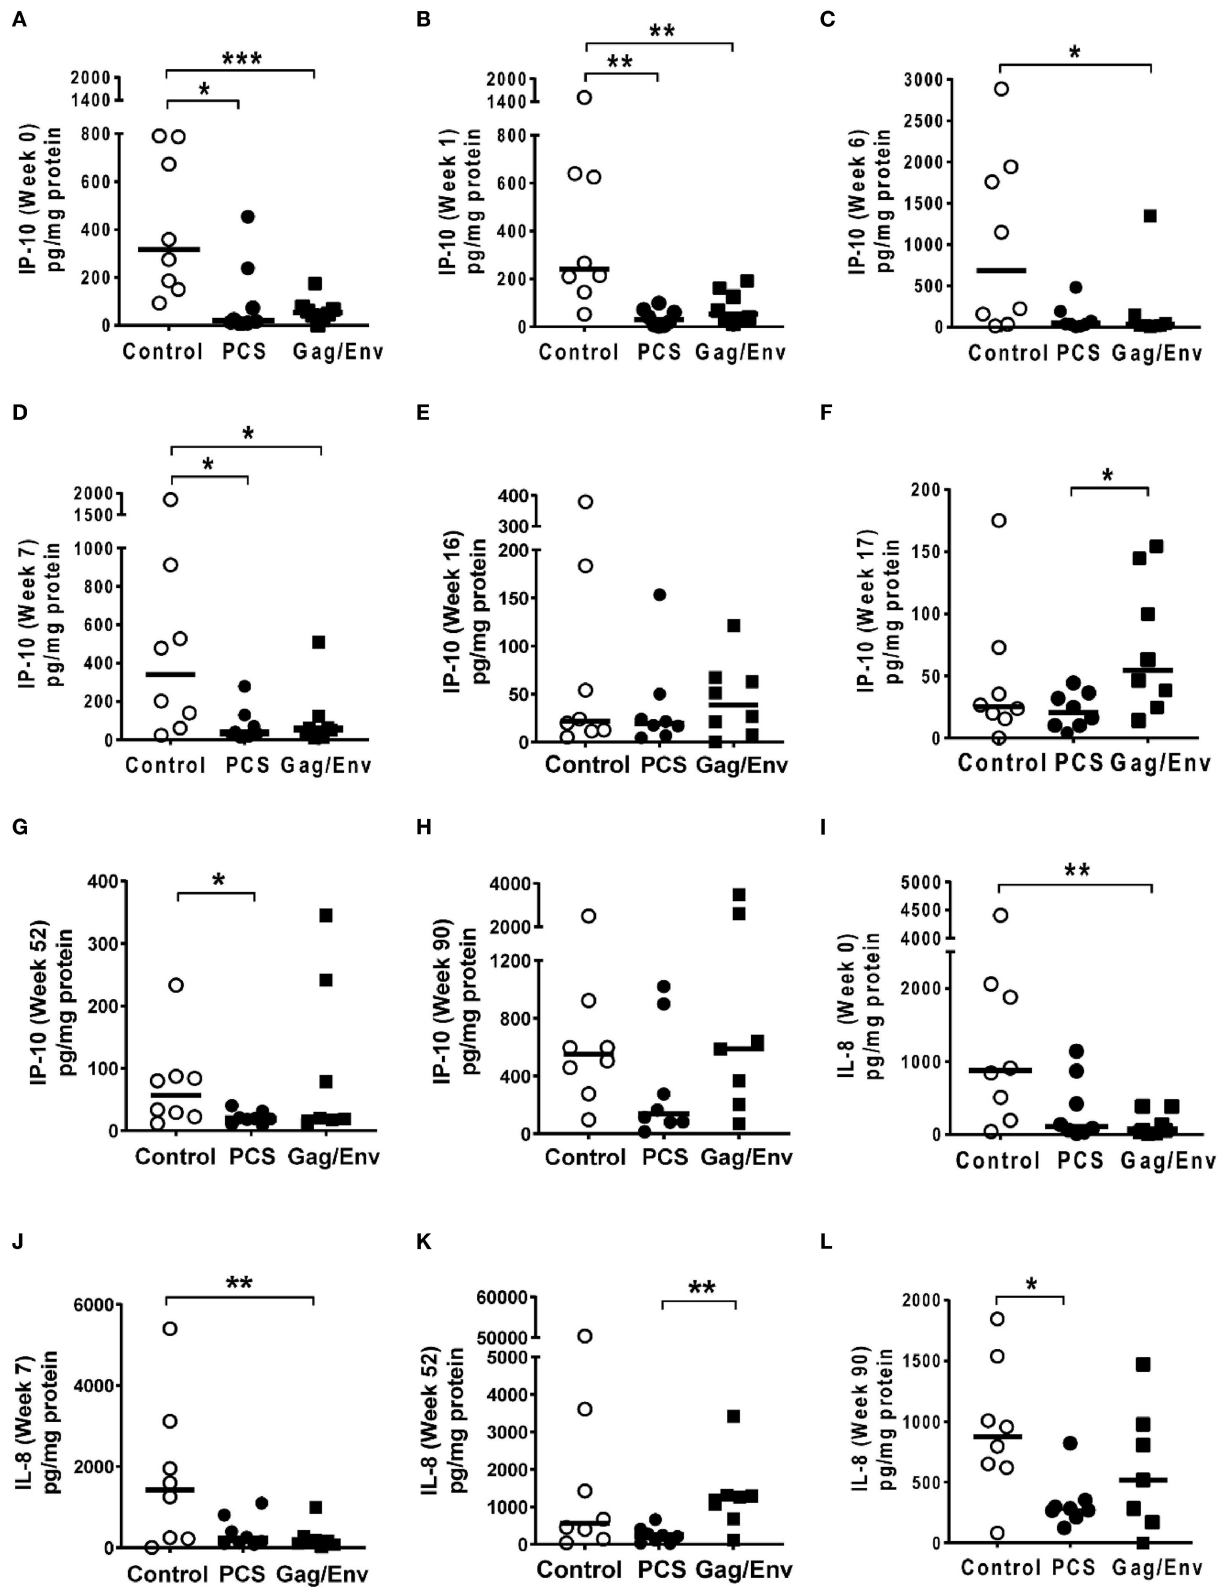 A
***
*
IP-10 (Week 0)
pg/mg protein
2000
1400
800
600
400
200
0
Control PCS Gag/Env
B
**
**
IP-10 (Week 1)
pg/mg protein
2000
1400
800
600
400
200
0
Control PCS Gag/Env
C
*
IP-10 (Week 6)
pg/mg protein
3000
2500
2000
1500
1000
500
0
Control PCS Gag/Env
D
*
*
IP-10 (Week 7)
pg/mg protein
2000
1500
1000
800
600
400
200
0
Control PCS Gag/Env
E
IP-10 (Week 16)
pg/mg protein
400
300
200
150
100
50
0
Control PCS Gag/Env
F
*
IP-10 (Week 17)
pg/mg protein
200
150
100
50
0
Control PCS Gag/Env
G
*
IP-10 (Week 52)
pg/mg protein
400
300
200
100
0
Control PCS Gag/Env
H
IP-10 (Week 90)
pg/mg protein
4000
2000
1200
800
400
0
Control PCS Gag/Env
I
**
IL-8 (Week 0)
pg/mg protein
5000
4500
4000
2000
1000
0
Control PCS Gag/Env
J
**
IL-8 (Week 7)
pg/mg protein
6000
4000
2000
0
Control PCS Gag/Env
K
**
IL-8 (Week 52)
pg/mg protein
60000
50000
5000
4000
3000
2000
1000
0
Control PCS Gag/Env
L
*
IL-8 (Week 90)
pg/mg protein
2000
1500
1000
500
0
Control PCS Gag/Env